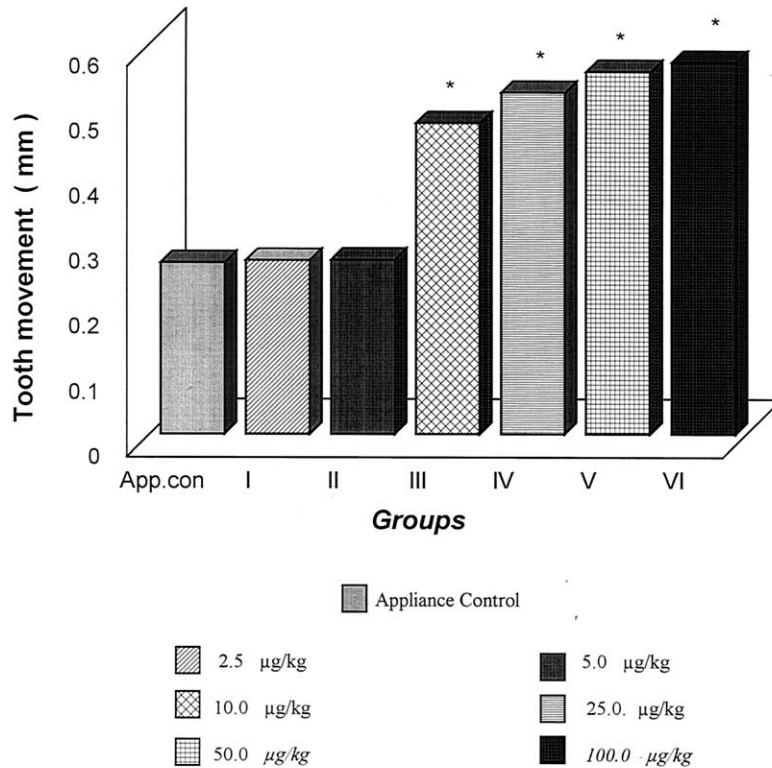 *
*
*
*
0.6
0.5
0.4
0.3
0.2
0.1
0
Tooth movement ( mm )
App.con I II III IV V VI
Groups
Appliance Control
2.5 µg/kg 5.0 µg/kg
10.0 µg/kg 25.0. µg/kg
50.0 µg/kg 100.0 µg/kg